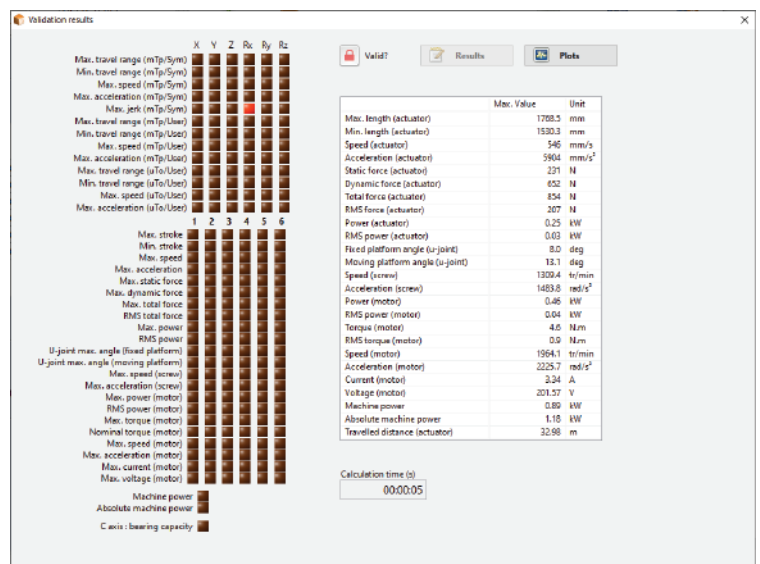 Validation results
X Y Z Rx Ry Rz
Max. travel range (mTp/Sym)
Min. travel range (mTp/Sym)
Max. speed (mTp/Sym)
Max. acceleration (mTp/Sym)
Max. jerk (mTp/Sym)
Max. travel range (mTp/User)
Min. travel range (mTp/User)
Max. speed (mTp/User)
Max. acceleration (mTp/User)
Max. travel range (uTo/User)
Min. travel range (uTo/User)
Max. speed (uTo/User)
Max. acceleration (uTo/User)
1 2 3 4 5 6
Max. stroke
Min. stroke
Max. speed
Max. acceleration
Max. static force
Max. dynamic force
Max. total force
RMS total force
Max. power
RMS power
U-joint max. angle (fixed platform)
U-joint max. angle (moving platform)
Max. speed (screw)
Max. acceleration (screw)
Max. power (motor)
RMS power (motor)
Max. torque (motor)
Nominal torque (motor)
Max. speed (motor)
Max. acceleration (motor)
Max. current (motor)
Max. voltage (motor)
Machine power
Absolute machine power
C axis : bearing capacity
Valid? Results Plots
Max. Value Unit
Max. length (actuator) 1768.5 mm
Min. length (actuator) 1530.3 mm
Speed (actuator) 546 mm/s
Acceleration (actuator) 5904 mm/s²
Static force (actuator) 231 N
Dynamic force (actuator) 652 N
Total force (actuator) 854 N
RMS force (actuator) 207 N
Power (actuator) 0.25 kW
RMS power (actuator) 0.03 kW
Fixed platform angle (u-joint) 8.0 deg
Moving platform angle (u-joint) 13.1 deg
Speed (screw) 1309.4 tr/min
Acceleration (screw) 1483.8 rad/s²
Power (motor) 0.46 kW
RMS power (motor) 0.04 kW
Torque (motor) 4.6 N.m
RMS torque (motor) 0.9 N.m
Speed (motor) 1964.1 tr/min
Acceleration (motor) 2225.7 rad/s²
Current (motor) 3.34 A
Voltage (motor) 201.57 V
Machine power 0.89 kW
Absolute machine power 1.18 kW
Travelled distance (actuator) 32.98 m
Calculation time (s)
00:00:05